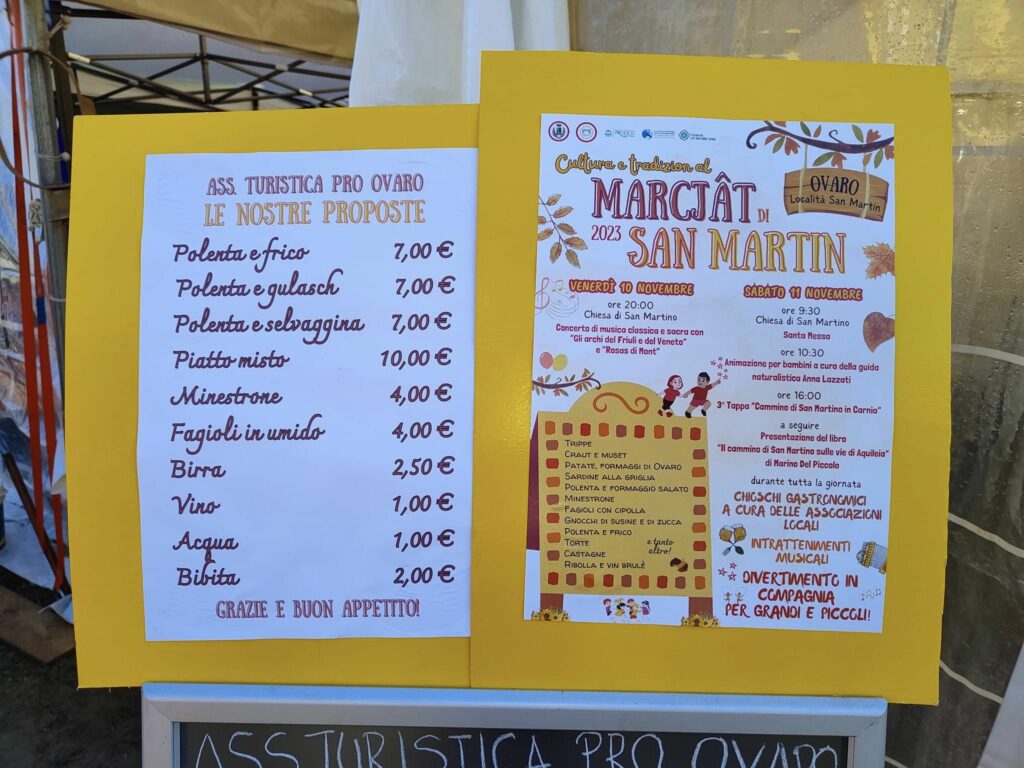 ASS. TURISTICA PRO OVARO
LE NOSTRE PROPOSTE
Polenta e frico 7,00 €
Polenta e gulasch 7,00 €
Polenta e selvaggina 7,00 €
Piatto misto 10,00 €
Minestrone 4,00 €
Fagioli in umido 4,00 €
Birra 2,50 €
Vino 1,00 €
Acqua 1,00 €
Bibita 2,00 €
GRAZIE E BUON APPETITO!
Cultura e tradizion al
MARCJÂT DI
2023 SAN MARTIN
OVARO
Località San Martin
VENERDÌ 10 NOVEMBRE
ore 20:00
Chiesa di San Martino
Concerto di musica classica e sacra con
"Gli archi del Friuli e del Veneto"
e "Rosas di Mont"
SABATO 11 NOVEMBRE
ore 9:30
Chiesa di San Martino
Santa Messa
ore 10:30
Animazione per bambini a cura della guida
naturalistica Anna Lazzati
ore 16:00
3° Tappa "Cammino di San Martino in Carnia"
a seguire
Presentazione del libro
"Il cammino di San Martino sulle vie di Aquileia"
di Marino Del Piccolo
durante tutta la giornata
CHIOSCHI GASTRONOMICI
A CURA DELLE ASSOCIAZIONI
LOCALI
INTRATTENIMENTI
MUSICALI
DIVERTIMENTO IN
COMPAGNIA
PER GRANDI E PICCOLI!
TRIPPE
CRAUT E MUSET
PATATE, FORMAGGI DI OVARO
SARDINE ALLA GRIGLIA
POLENTA E FORMAGGIO SALATO
MINESTRONE
FAGIOLI CON CIPOLLA
GNOCCHI DI SUSINE E DI ZUCCA
POLENTA E FRICO
TORTE
CASTAGNE
RIBOLLA E VIN BRULÈ
e tanto
altro!
ASS TURISTICA PRO OVARO